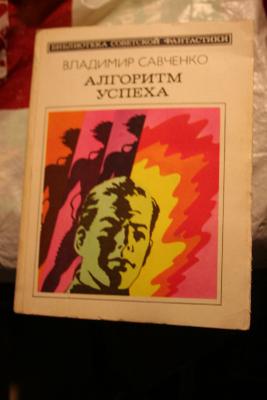 БИБЛИОТЕКА СОВЕТСКОЙ ФАНТАСТИКИ
ВЛАДИМИР САВЧЕНКО
АЛГОРИТМ
УСПЕХА